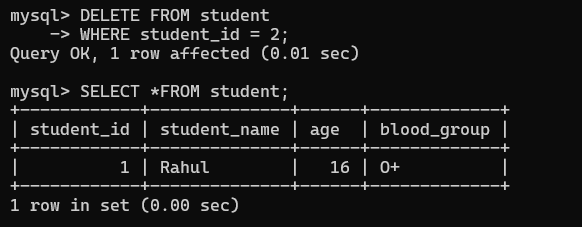 mysql> DELETE FROM student
    -> WHERE student_id = 2;
Query OK, 1 row affected (0.01 sec)

mysql> SELECT *FROM student;
+------------+--------------+------+-------------+
| student_id | student_name | age  | blood_group |
+------------+--------------+------+-------------+
|          1 | Rahul        |   16 | O+          |
+------------+--------------+------+-------------+
1 row in set (0.00 sec)